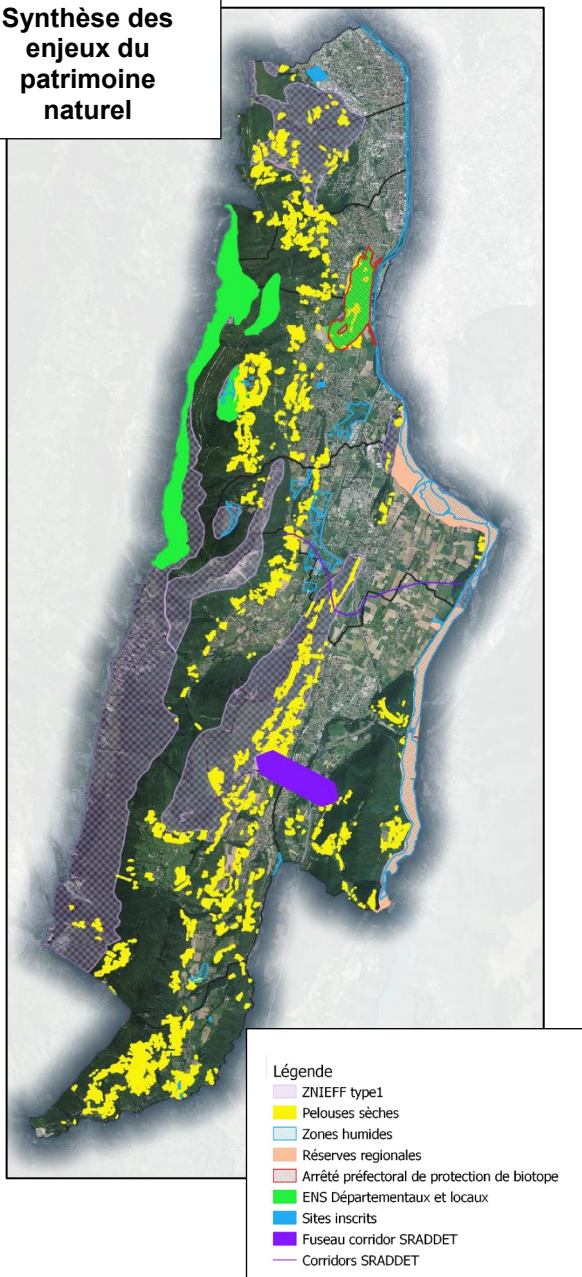 Synthèse des
enjeux du
patrimoine
naturel
Légende
ZNIEFF type1
Pelouses sèches
Zones humides
Réserves regionales
Arrêté préfectoral de protection de biotope
ENS Départementaux et locaux
Sites inscrits
Fuseau corridor SRADDET
Corridors SRADDET